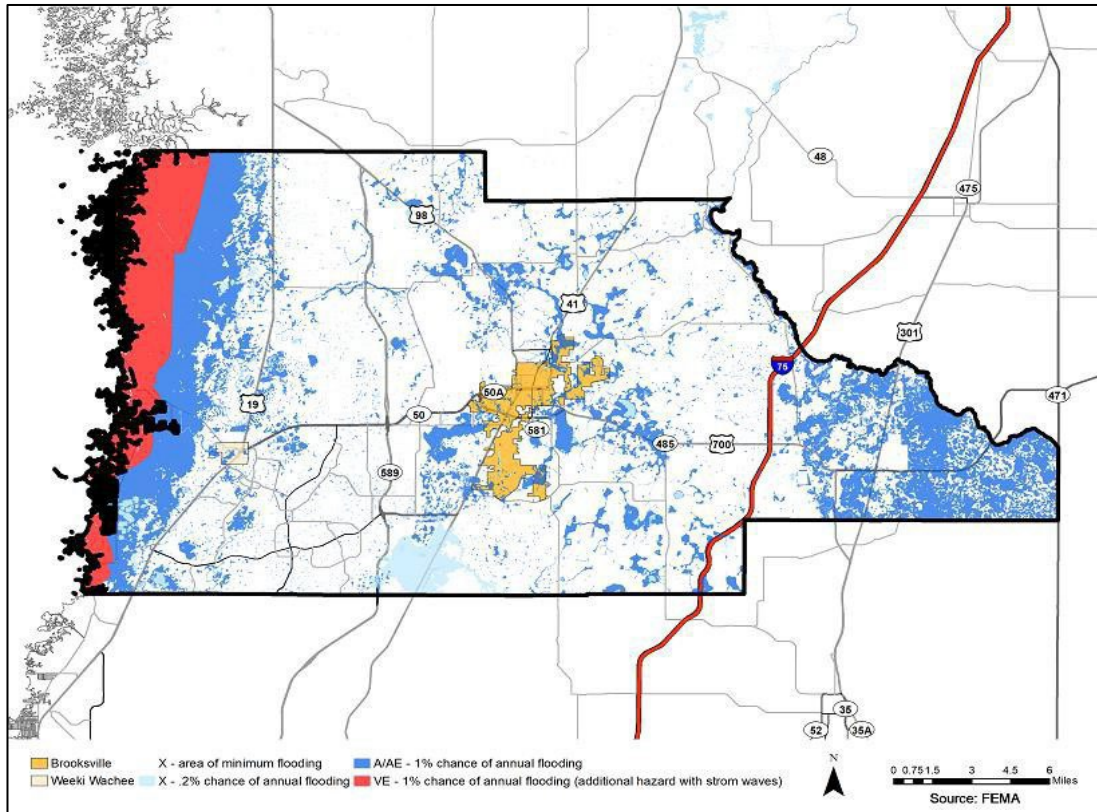 48
475
98
41
301
75
471
19
50A
50
581
485
700
589
35
52
35A
Brooksville
X - area of minimum flooding
A/AE - 1% chance of annual flooding
Weeki Wachee
X - .2% chance of annual flooding
VE - 1% chance of annual flooding (additional hazard with strom waves)
N
0 0.75 1.5 3 4.5 6
Miles
Source: FEMA